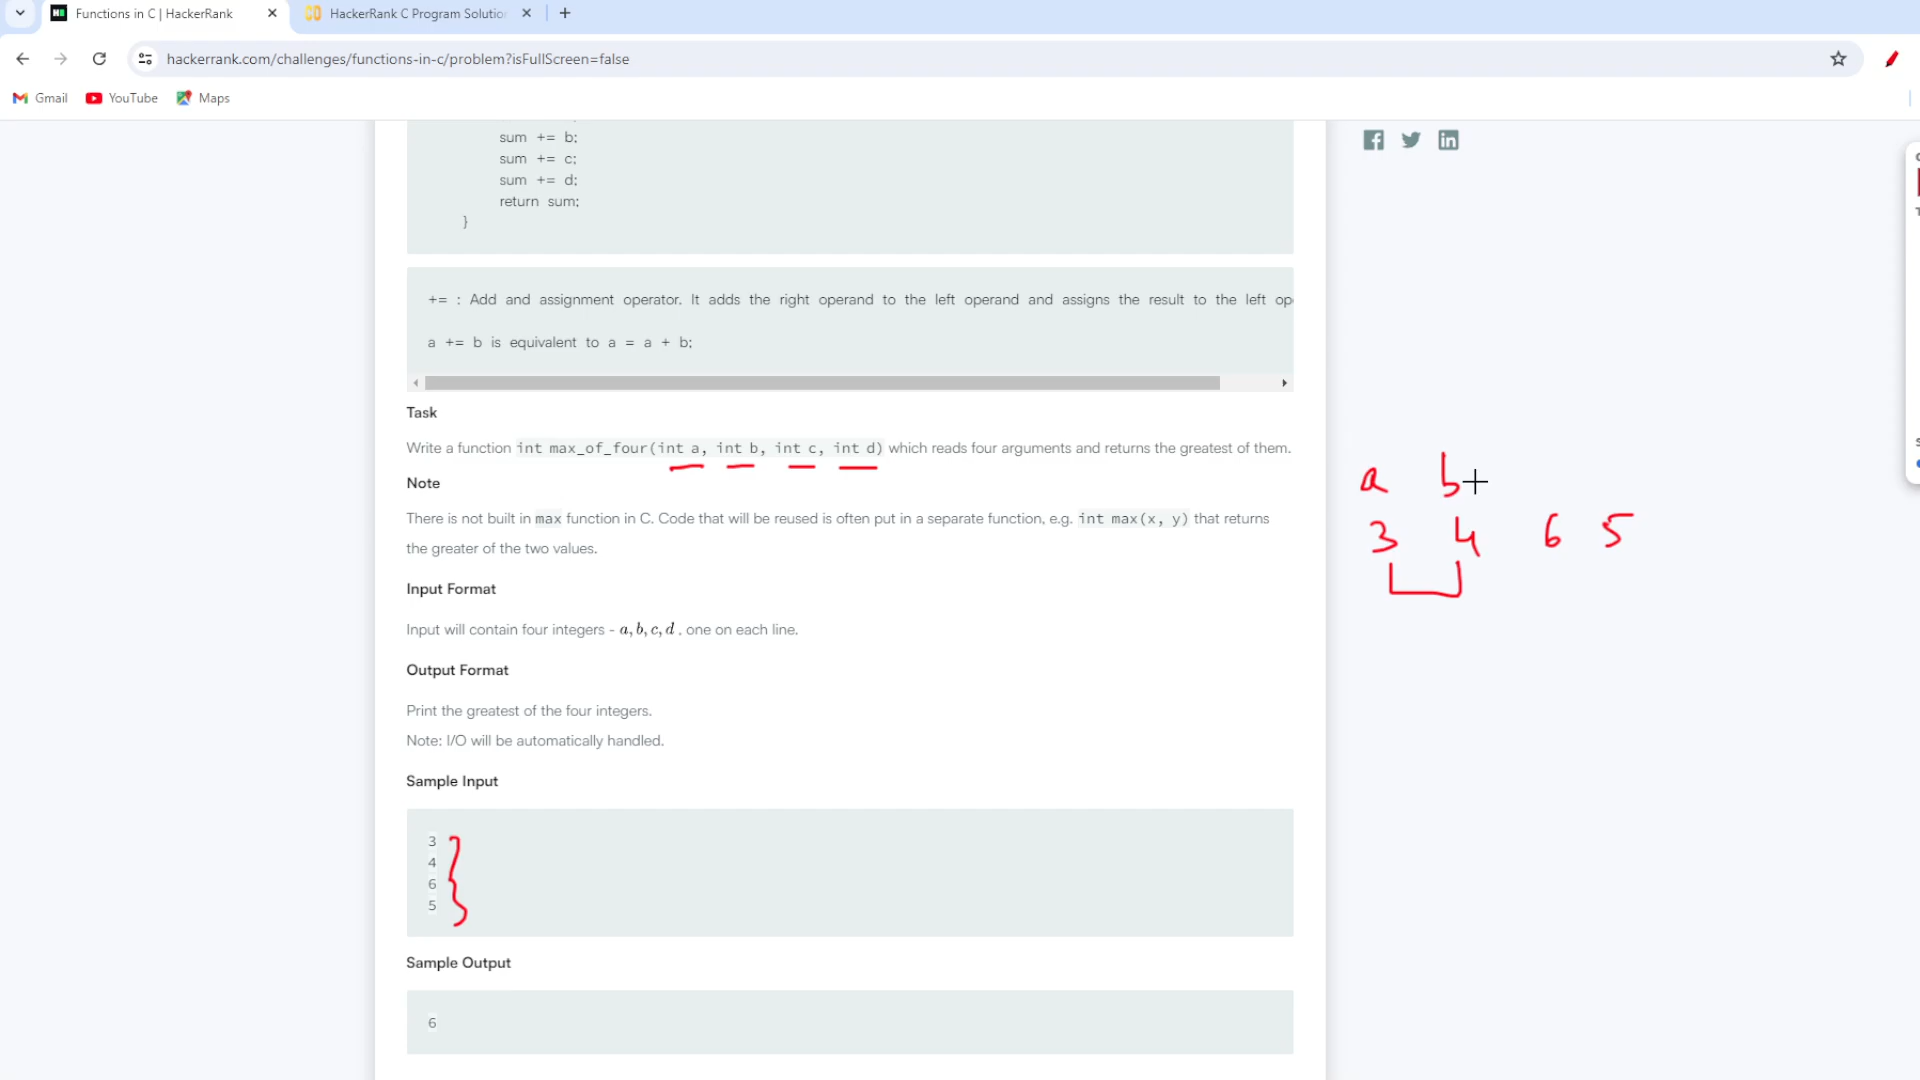 Functions in C | HackerRank
HackerRank C Program Solutio
hackerrank.com/challenges/functions-in-c/problem?isFullScreen=false
Gmail YouTube Maps
sum += b;
sum += c;
sum += d;
return sum;
}
+= : Add and assignment operator. It adds the right operand to the left operand and assigns the result to the left op
a += b is equivalent to a = a + b;
Task
Write a function int max_of_four(int a, int b, int c, int d) which reads four arguments and returns the greatest of them.
Note
There is not built in max function in C. Code that will be reused is often put in a separate function, e.g. int max(x, y) that returns
the greater of the two values.
Input Format
Input will contain four integers - a, b, c, d , one on each line.
Output Format
Print the greatest of the four integers.
Note: I/O will be automatically handled.
Sample Input
3
4
6
5
Sample Output
6
a b
3 4 6 5